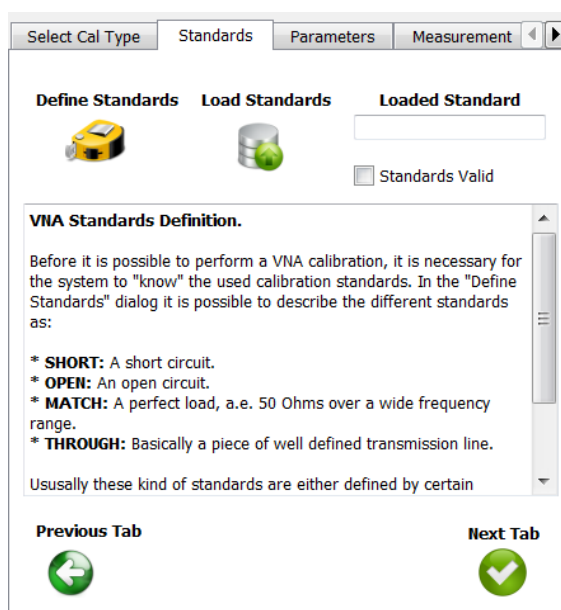 Select Cal Type Standards Parameters Measurement
Define Standards Load Standards Loaded Standard
Standards Valid
VNA Standards Definition.
Before it is possible to perform a VNA calibration, it is necessary for
the system to "know" the used calibration standards. In the "Define
Standards" dialog it is possible to describe the different standards
as:
* SHORT: A short circuit.
* OPEN: An open circuit.
* MATCH: A perfect load, a.e. 50 Ohms over a wide frequency
range.
* THROUGH: Basically a piece of well defined transmission line.
Ususally these kind of standards are either defined by certain
Previous Tab Next Tab